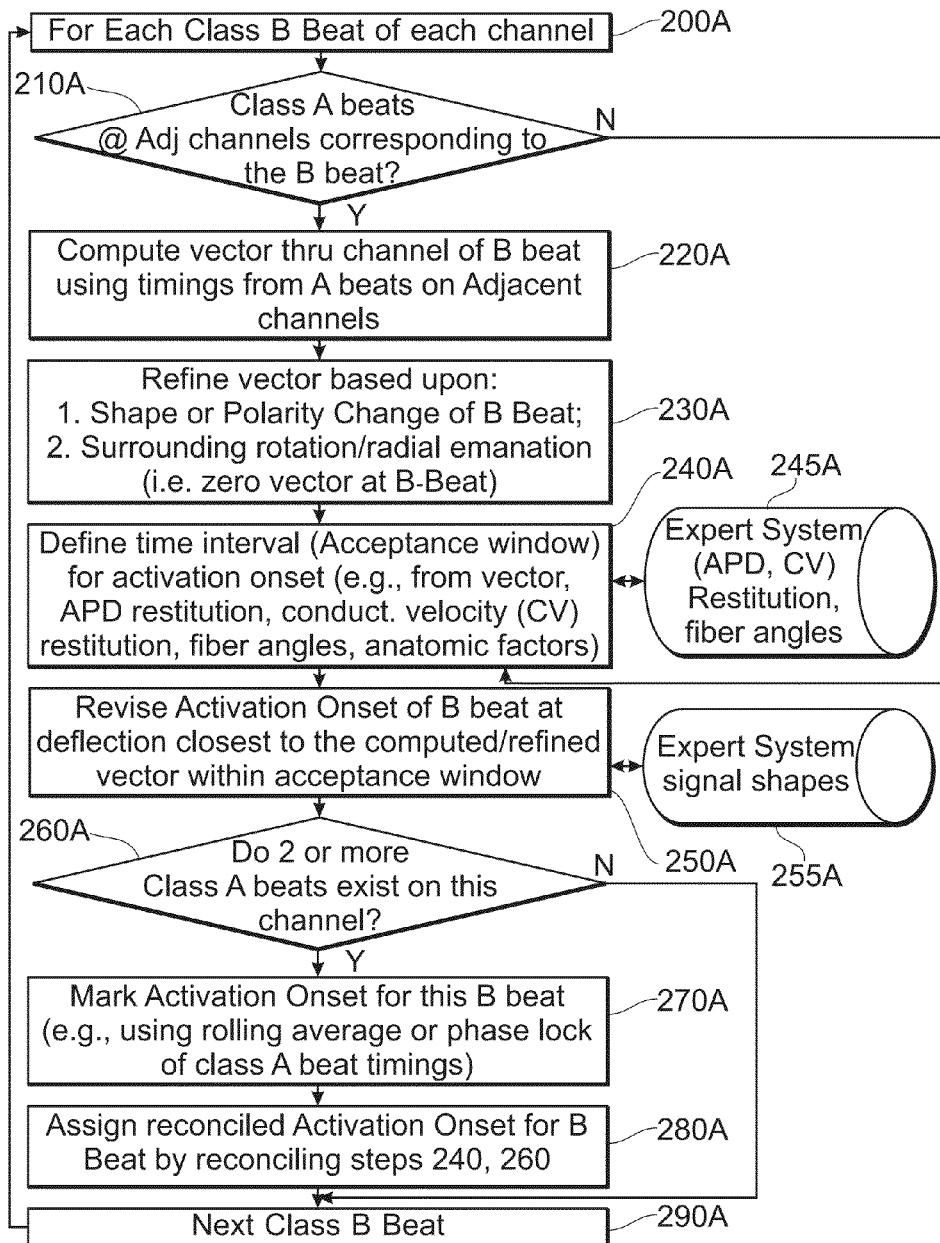 For Each Class B Beat of each channel
200A
210A
Class A beats
@ Adj channels corresponding to
the B beat?
N
Y
Compute vector thru channel of B beat
using timings from A beats on Adjacent
channels
220A
Refine vector based upon:
1. Shape or Polarity Change of B Beat;
2. Surrounding rotation/radial emanation
(i.e. zero vector at B-Beat)
230A
240A
245A
Define time interval (Acceptance window)
for activation onset (e.g., from vector,
APD restitution, conduct. velocity (CV)
restitution, fiber angles, anatomic factors)
Expert System
(APD, CV)
Restitution,
fiber angles
Revise Activation Onset of B beat at
deflection closest to the computed/refined
vector within acceptance window
Expert System
signal shapes
250A
255A
260A
Do 2 or more
Class A beats exist on this
channel?
N
Y
Mark Activation Onset for this B beat
(e.g., using rolling average or phase lock
of class A beat timings)
270A
Assign reconciled Activation Onset for B
Beat by reconciling steps 240, 260
280A
Next Class B Beat
290A